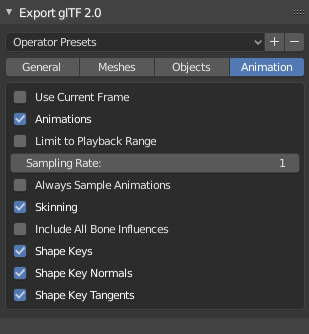 Export glTF 2.0
Operator Presets
General Meshes Objects Animation
Use Current Frame
Animations
Limit to Playback Range
Sampling Rate: 1
Always Sample Animations
Skinning
Include All Bone Influences
Shape Keys
Shape Key Normals
Shape Key Tangents